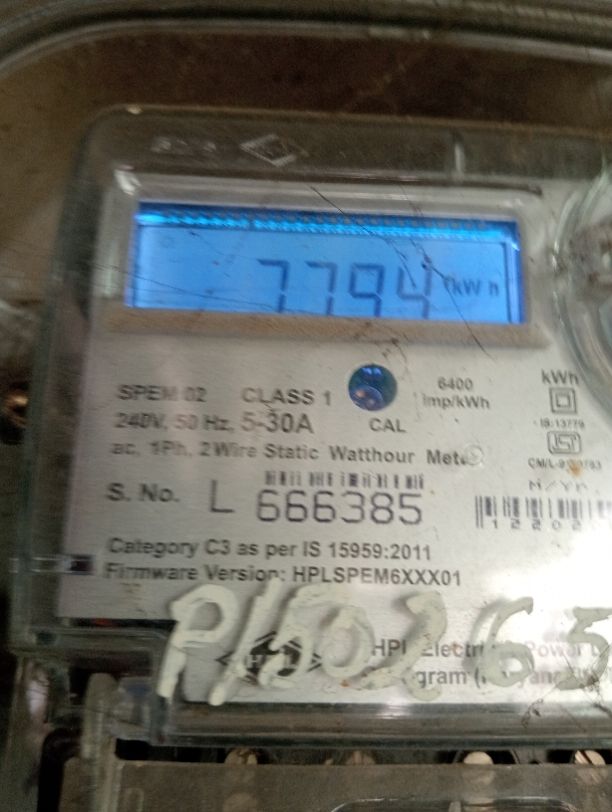 7794 kWh
SPEM 02 CLASS 1
6400
imp/kWh
kWh
240V, 50 Hz, 5-30A
CAL
IS:13779
ac, 1Ph, 2Wire Static Watthour Meter
S. No. L 666385
Category C3 as per IS 15959:2011
Firmware Version: HPLSPEM6XXX01
P150263